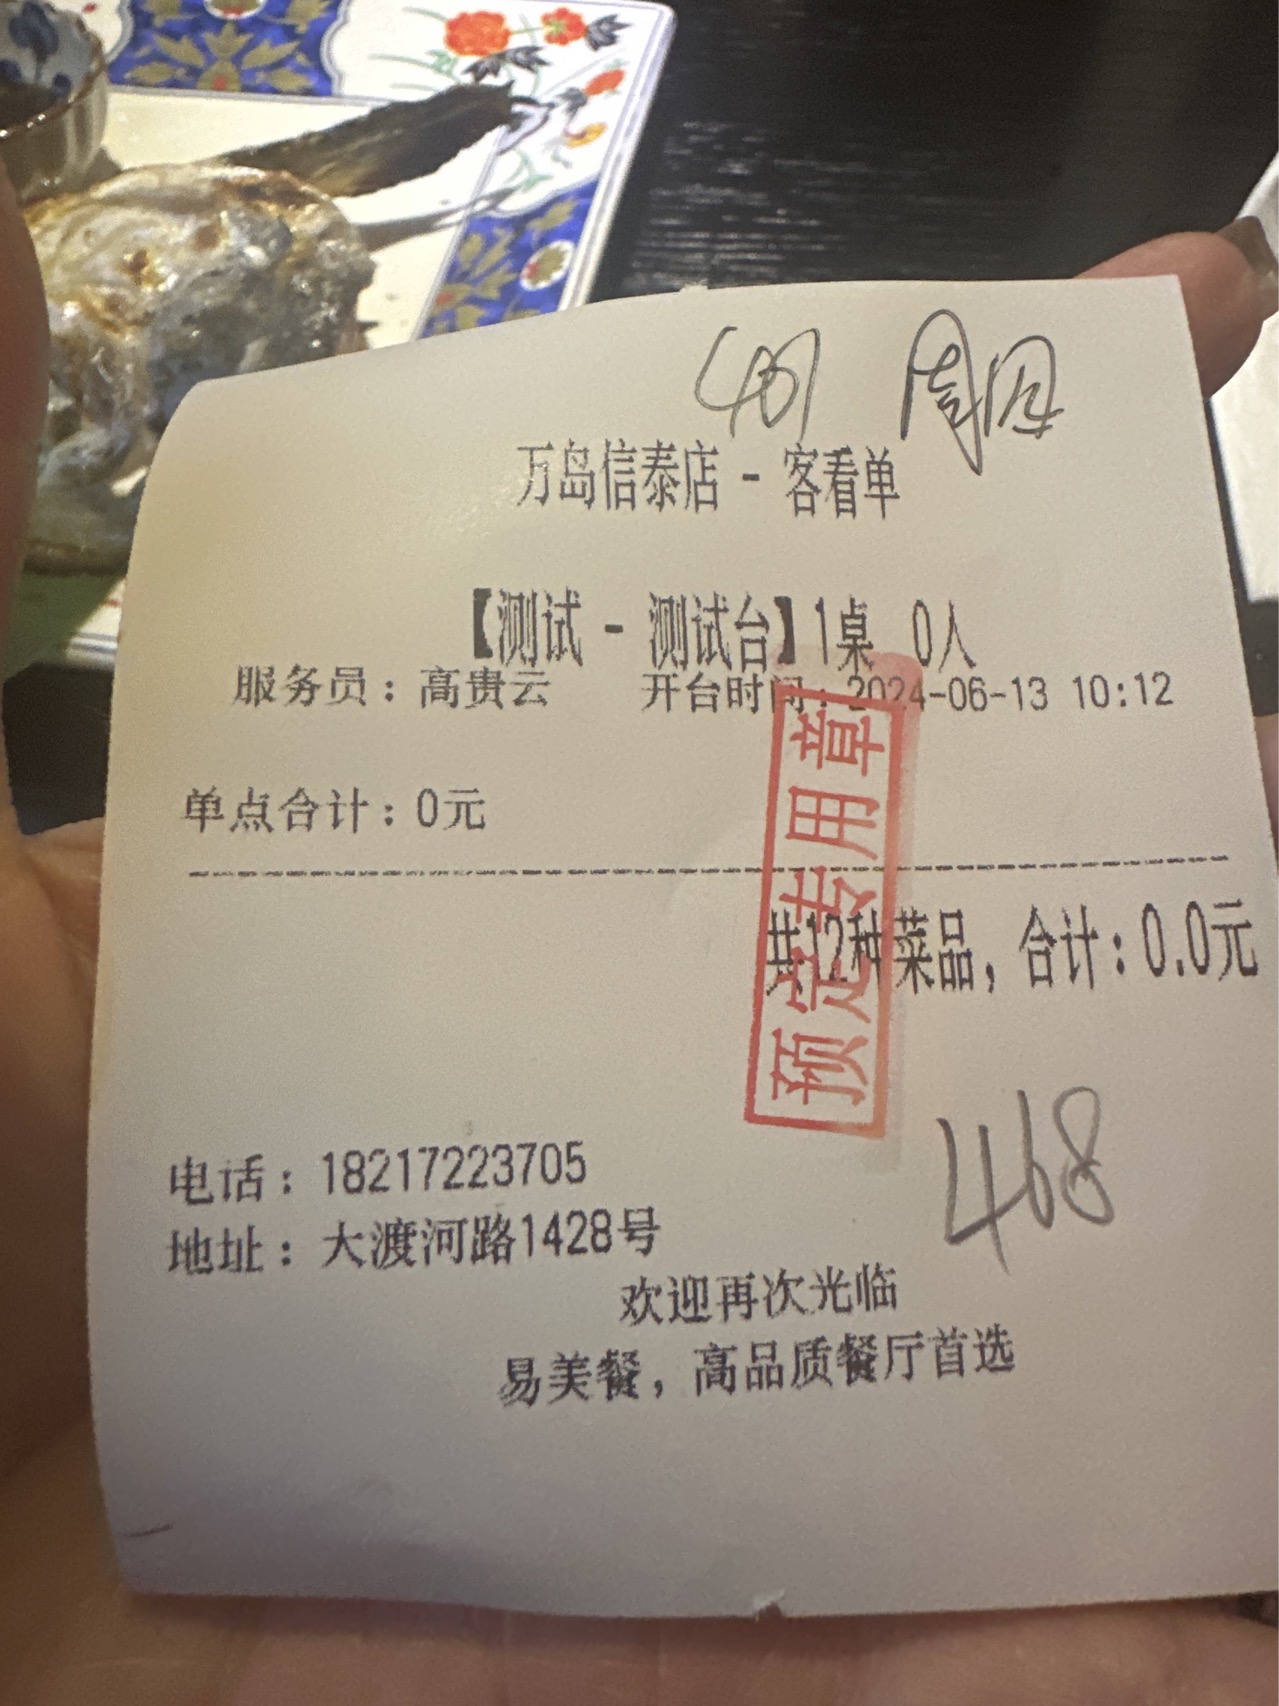 万岛信泰店 - 客看单
【测试 - 测试台】1桌 0人
服务员：高贵云 开台时间：2024-06-13 10:12
单点合计：0元
共12种菜品，合计：0.0元
预定专用章
468
电话：18217223705
地址：大渡河路1428号
欢迎再次光临
易美餐，高品质餐厅首选